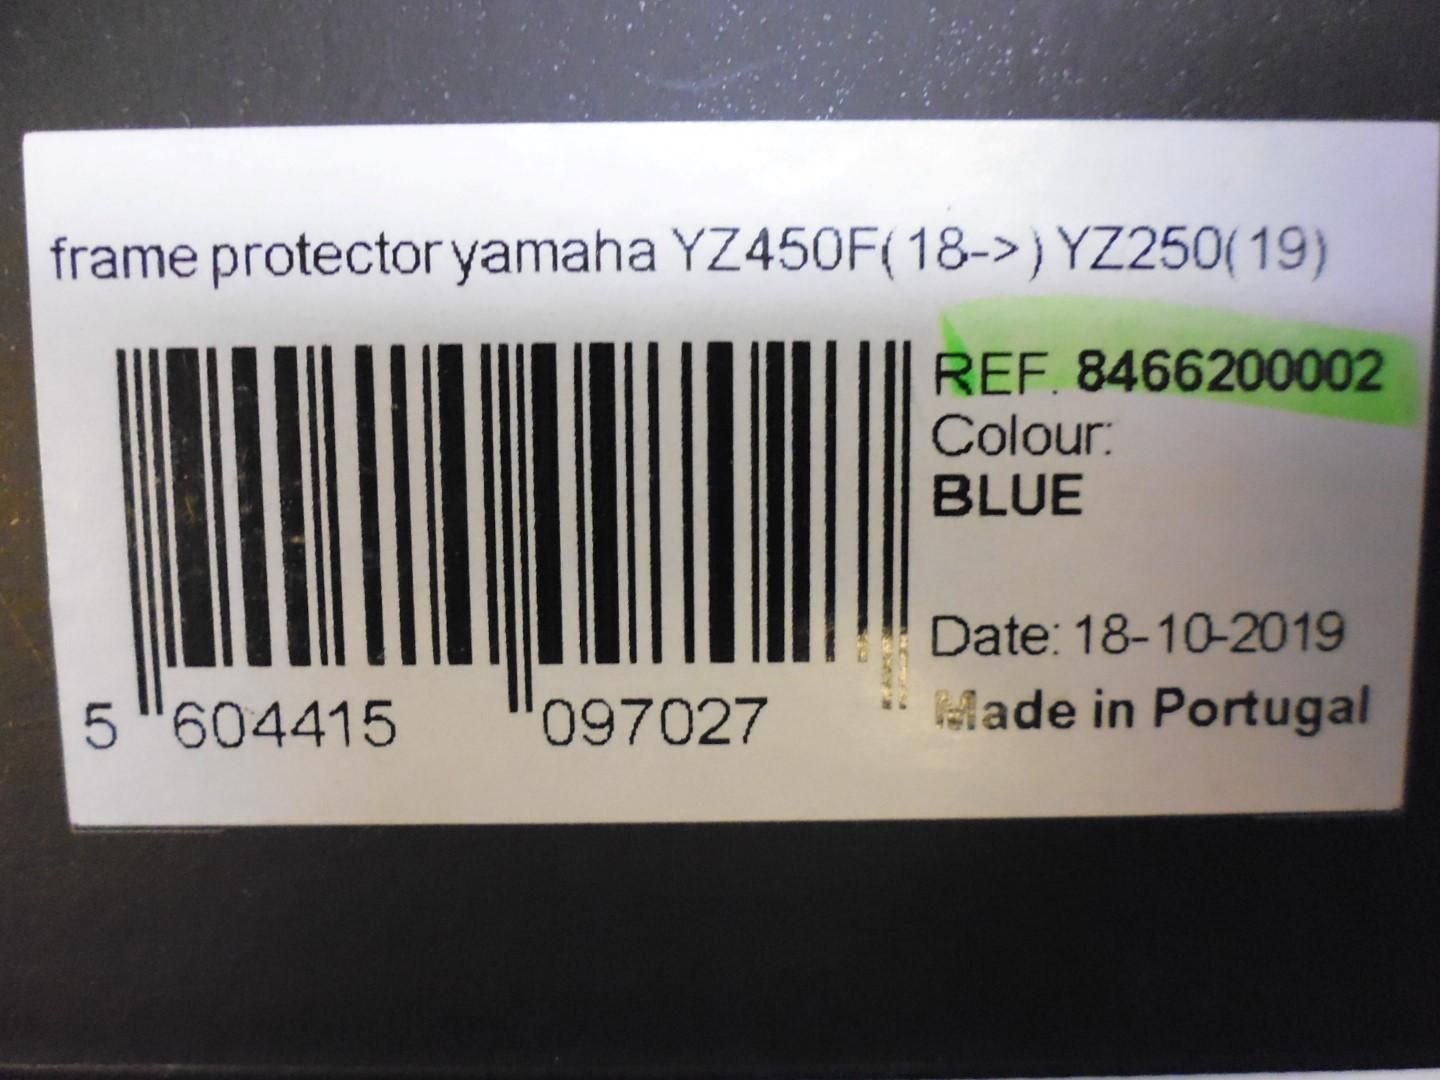 frame protector yamaha YZ450F(18->) YZ250(19)
REF. 8466200002
Colour:
BLUE
Date: 18-10-2019
Made in Portugal
5 604415 097027